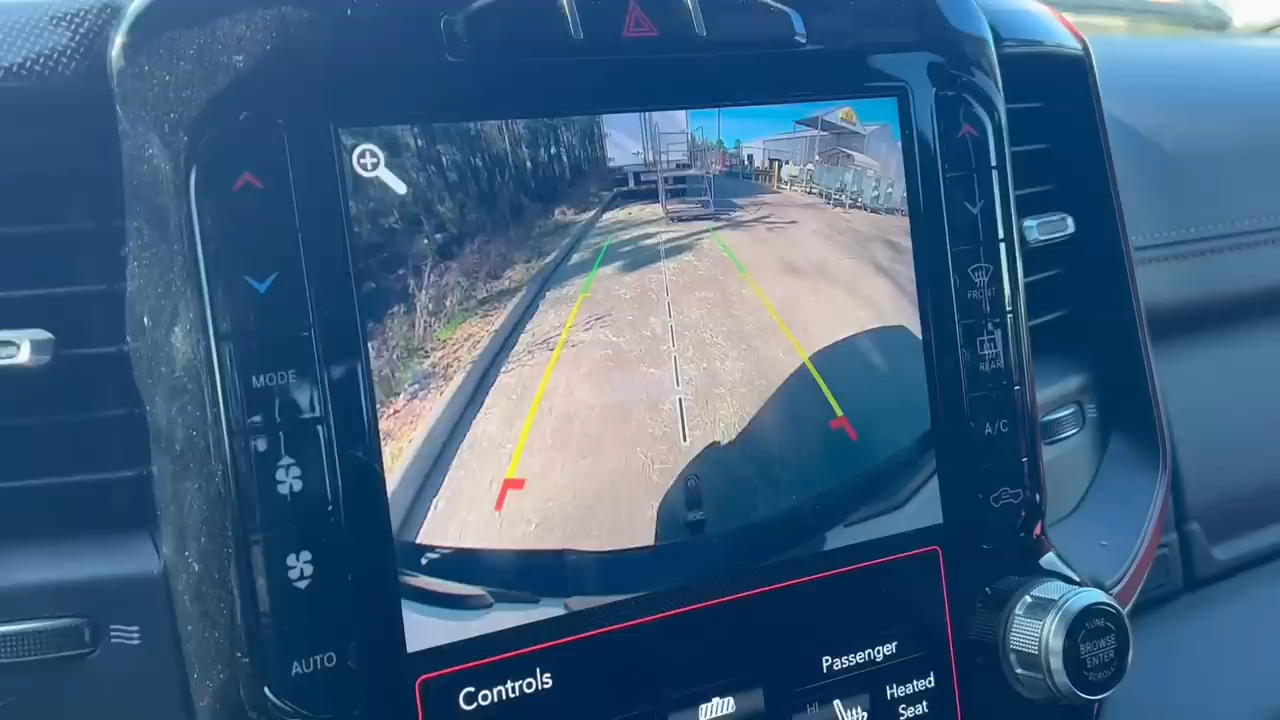 MODE
AUTO
FRONT
REAR
A/C
TUNE
BROWSE
ENTER
SCROLL
Controls
Passenger
HI
Heated
Seat